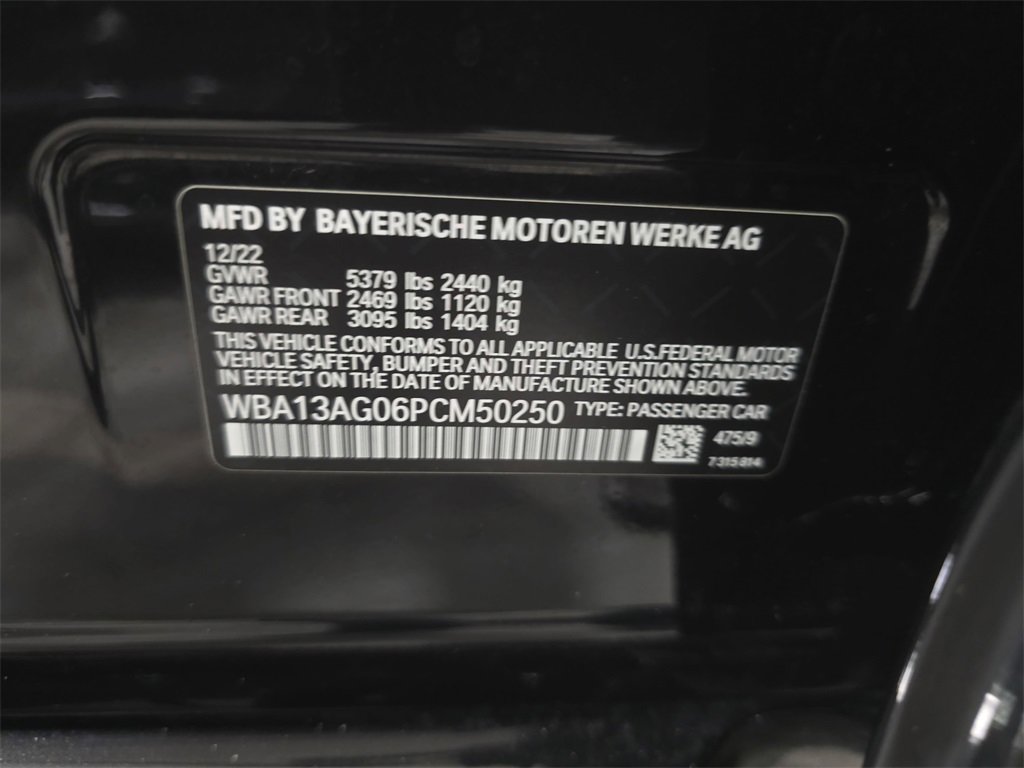 MFD BY BAYERISCHE MOTOREN WERKE AG
12/22
GVWR 5379 lbs 2440 kg
GAWR FRONT 2469 lbs 1120 kg
GAWR REAR 3095 lbs 1404 kg
THIS VEHICLE CONFORMS TO ALL APPLICABLE U.S.FEDERAL MOTOR
VEHICLE SAFETY, BUMPER AND THEFT PREVENTION STANDARDS
IN EFFECT ON THE DATE OF MANUFACTURE SHOWN ABOVE.
WBA13AG06PCM50250 TYPE: PASSENGER CAR
475/9
7315814